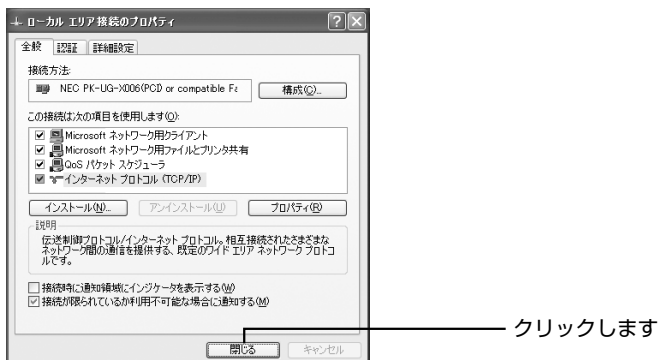 ローカル エリア接続のプロパティ
全般 認証 詳細設定
接続方法:
NEC PK-UG-X006(PCI) or compatible Fa
構成(C)...
この接続は次の項目を使用します(O):
Microsoft ネットワーク用クライアント
Microsoft ネットワーク用ファイルとプリンタ共有
QoS パケット スケジューラ
インターネット プロトコル (TCP/IP)
インストール(N)... アンインストール(U) プロパティ(R)
説明
伝送制御プロトコル/インターネット プロトコル。相互接続されたさまざまな
ネットワーク間の通信を提供する、既定のワイド エリア ネットワーク プロトコ
ルです。
接続時に通知領域にインジケータを表示する(W)
接続が限られているか利用不可能な場合に通知する(M)
閉じる キャンセル
クリックします